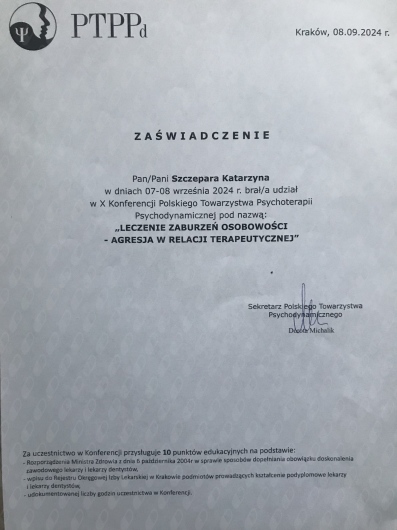 Ψ PTPPd
Kraków, 08.09.2024 r.
ZAŚWIADCZENIE
Pan/Pani Szczepara Katarzyna
w dniach 07-08 września 2024 r. brał/a udział
w X Konferencji Polskiego Towarzystwa Psychoterapii
Psychodynamicznej pod nazwą:
„LECZENIE ZABURZEŃ OSOBOWOŚCI
- AGRESJA W RELACJI TERAPEUTYCZNEJ”
Sekretarz Polskiego Towarzystwa
Psychodynamicznego
Michalik
Za uczestnictwo w Konferencji przysługuje 10 punktów edukacyjnych na podstawie:
- Rozporządzenia Ministra Zdrowia z dnia 6 października 2004r w sprawie sposobów dopełniania obowiązku doskonalenia
zawodowego lekarzy i lekarzy dentystów,
- wpisu do Rejestru Okręgowej Izby Lekarskiej w Krakowie podmiotów prowadzących kształcenie podyplomowe lekarzy
i lekarzy dentystów,
- udokumentowanej liczby godzin uczestnictwa w Konferencji.